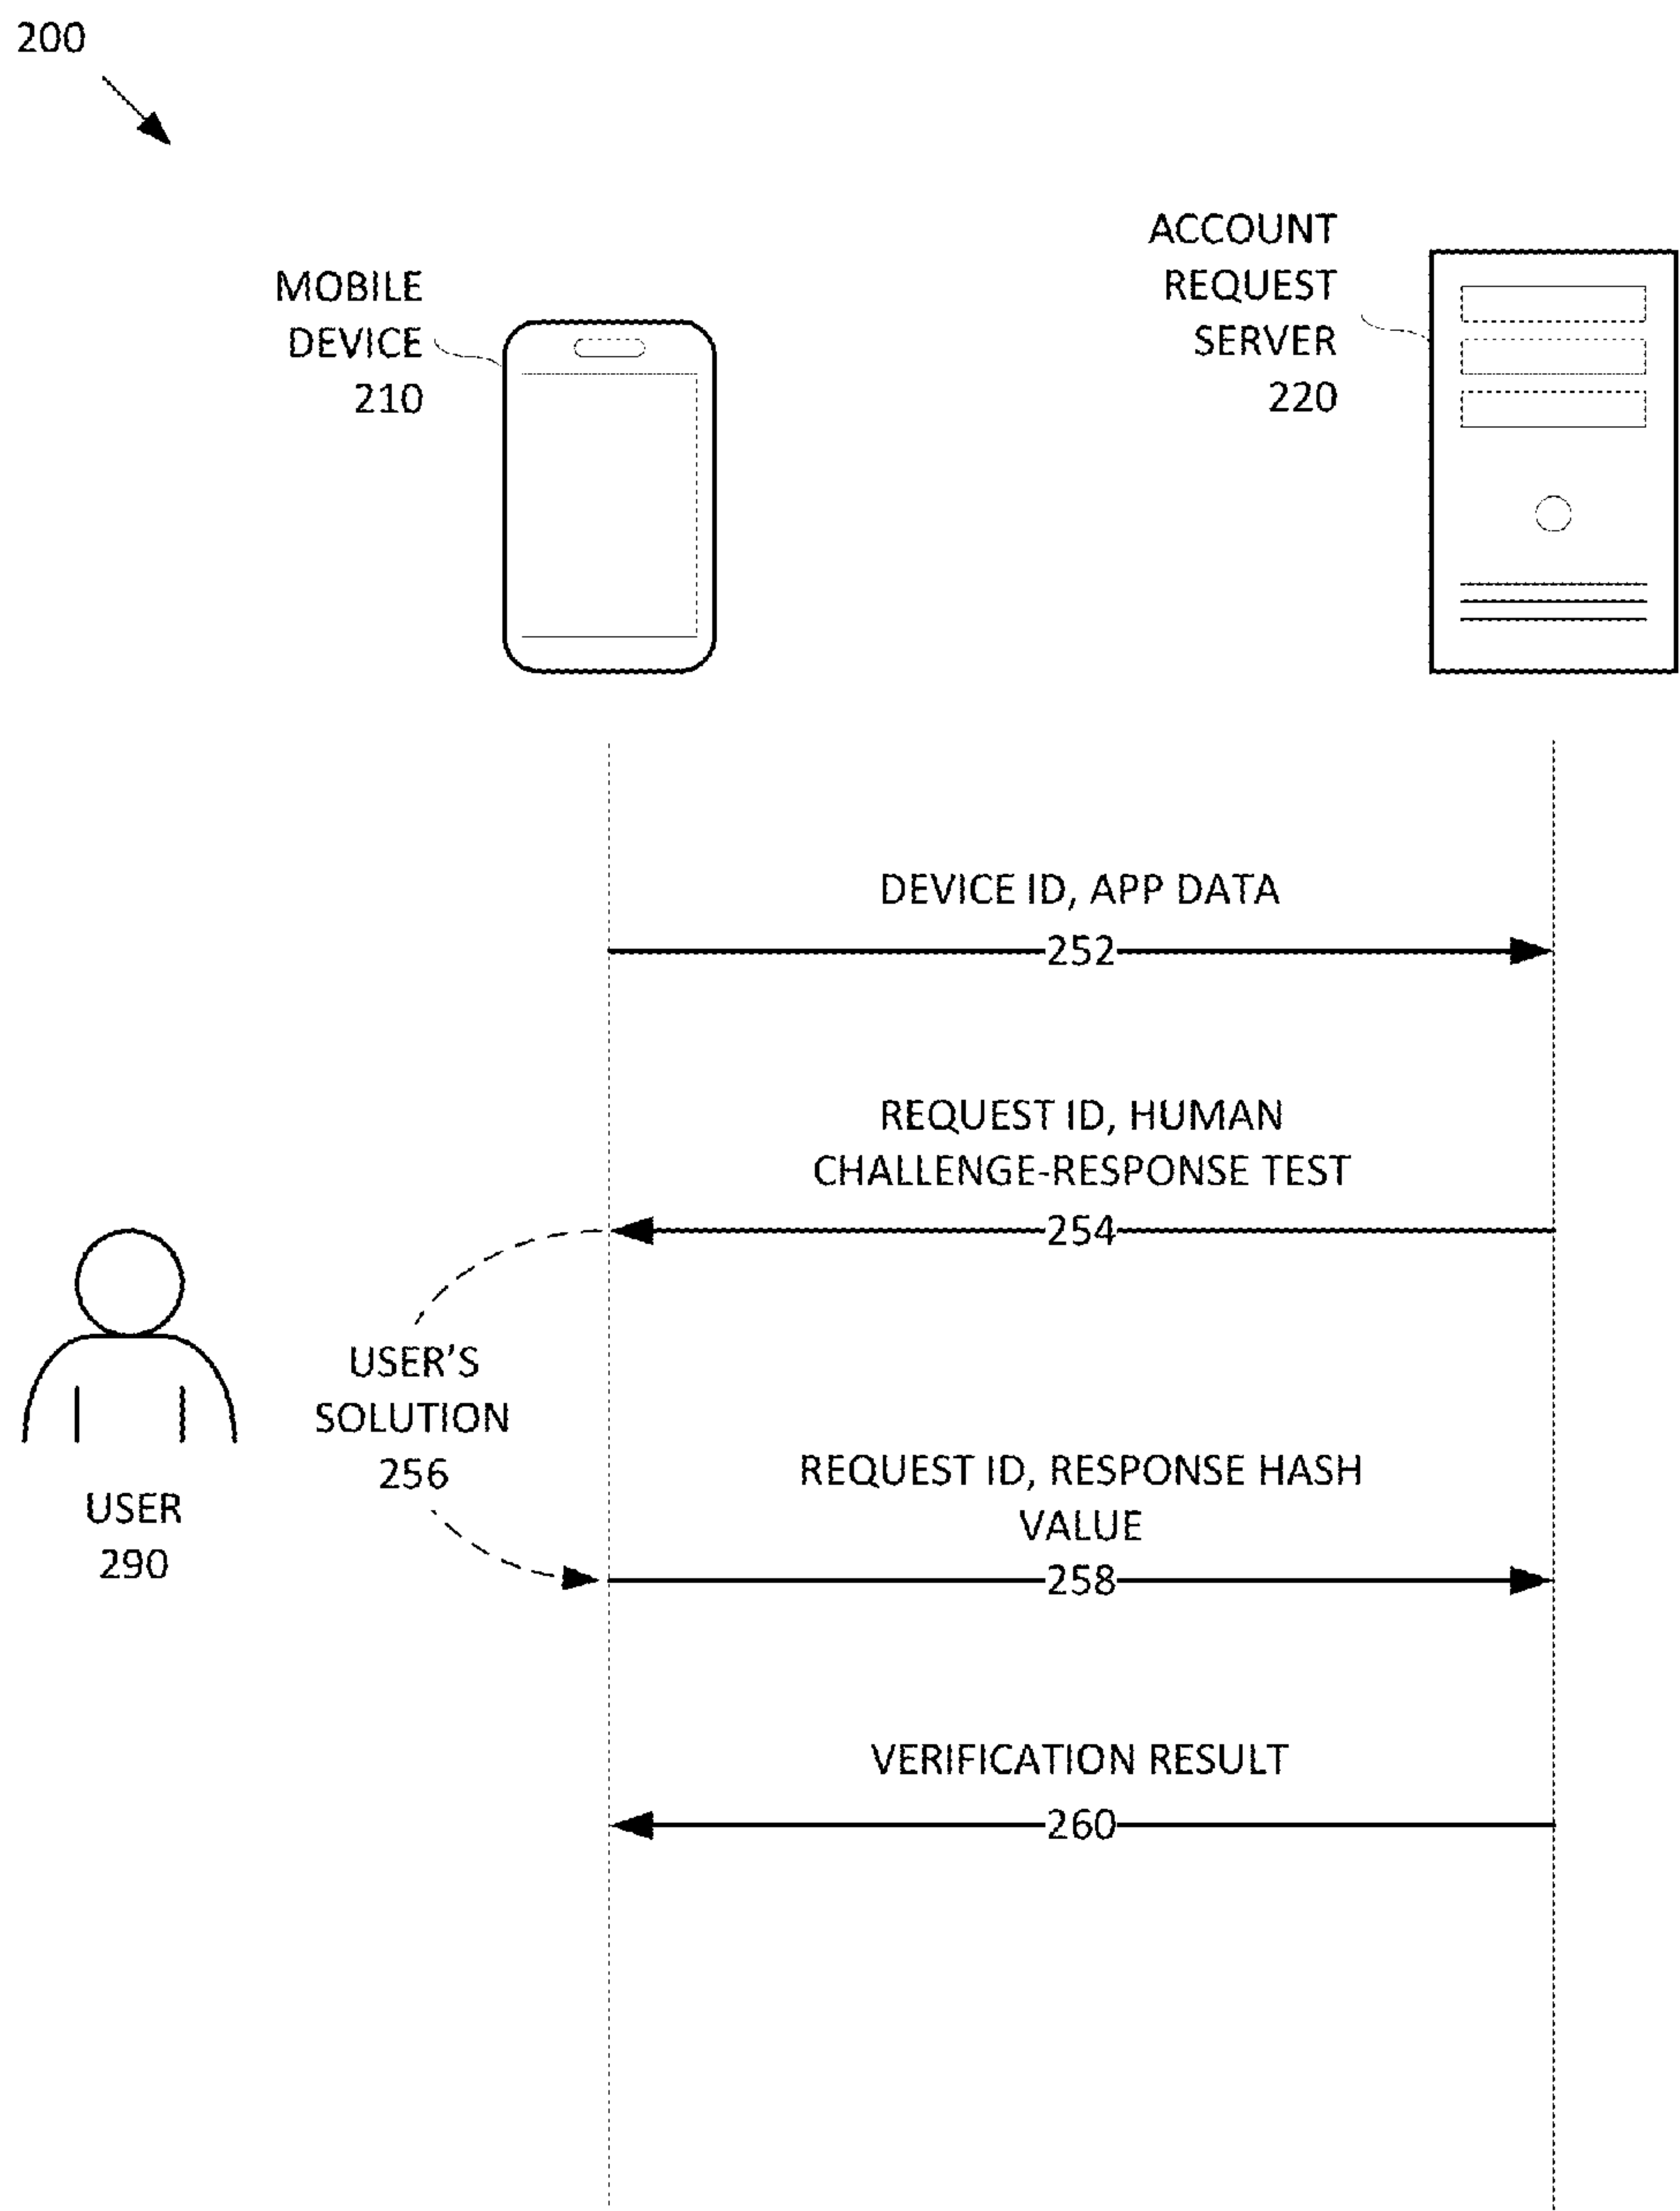 200
ACCOUNT
REQUEST
SERVER
220
MOBILE
DEVICE
210
DEVICE ID, APP DATA
252
REQUEST ID, HUMAN
CHALLENGE-RESPONSE TEST
254
USER'S
SOLUTION
256
USER
290
REQUEST ID, RESPONSE HASH
VALUE
258
VERIFICATION RESULT
260